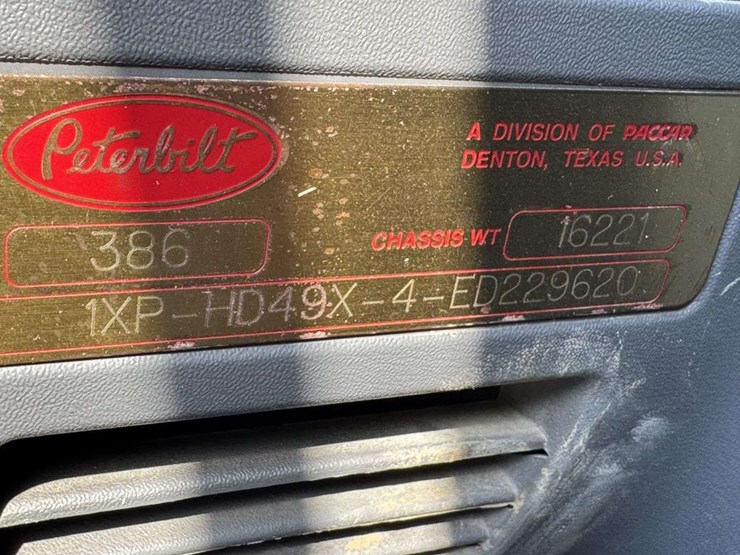 Peterbilt
A DIVISION OF PACCAR
DENTON, TEXAS U.S.A.
386
CHASSIS WT 16221
1XP-HD49X-4-ED229620